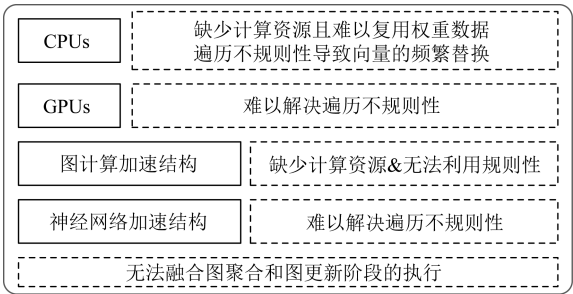 CPUs
缺少计算资源且难以复用权重数据
遍历不规则性导致向量的频繁替换
GPUs
难以解决遍历不规则性
图计算加速结构
缺少计算资源&无法利用规则性
神经网络加速结构
难以解决遍历不规则性
无法融合图聚合和图更新阶段的执行